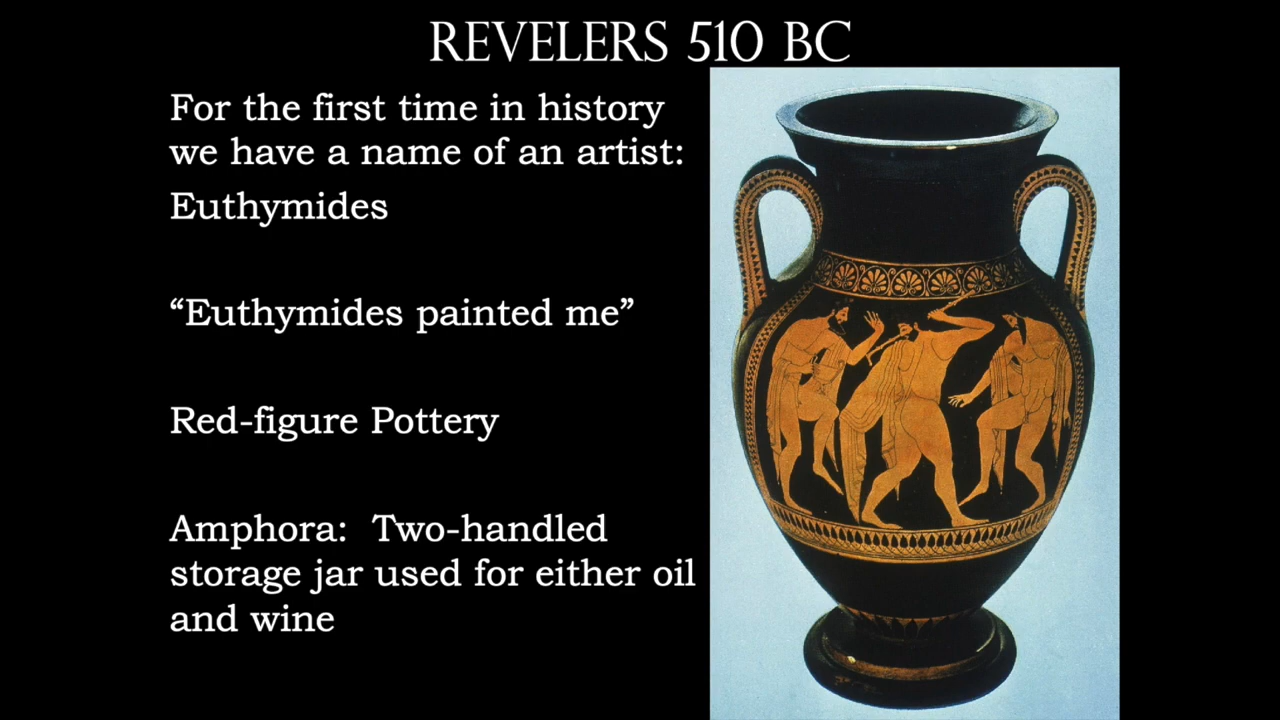 REVELERS 510 BC
For the first time in history
we have a name of an artist:
Euthymides
“Euthymides painted me”
Red-figure Pottery
Amphora:  Two-handled
storage jar used for either oil
and wine